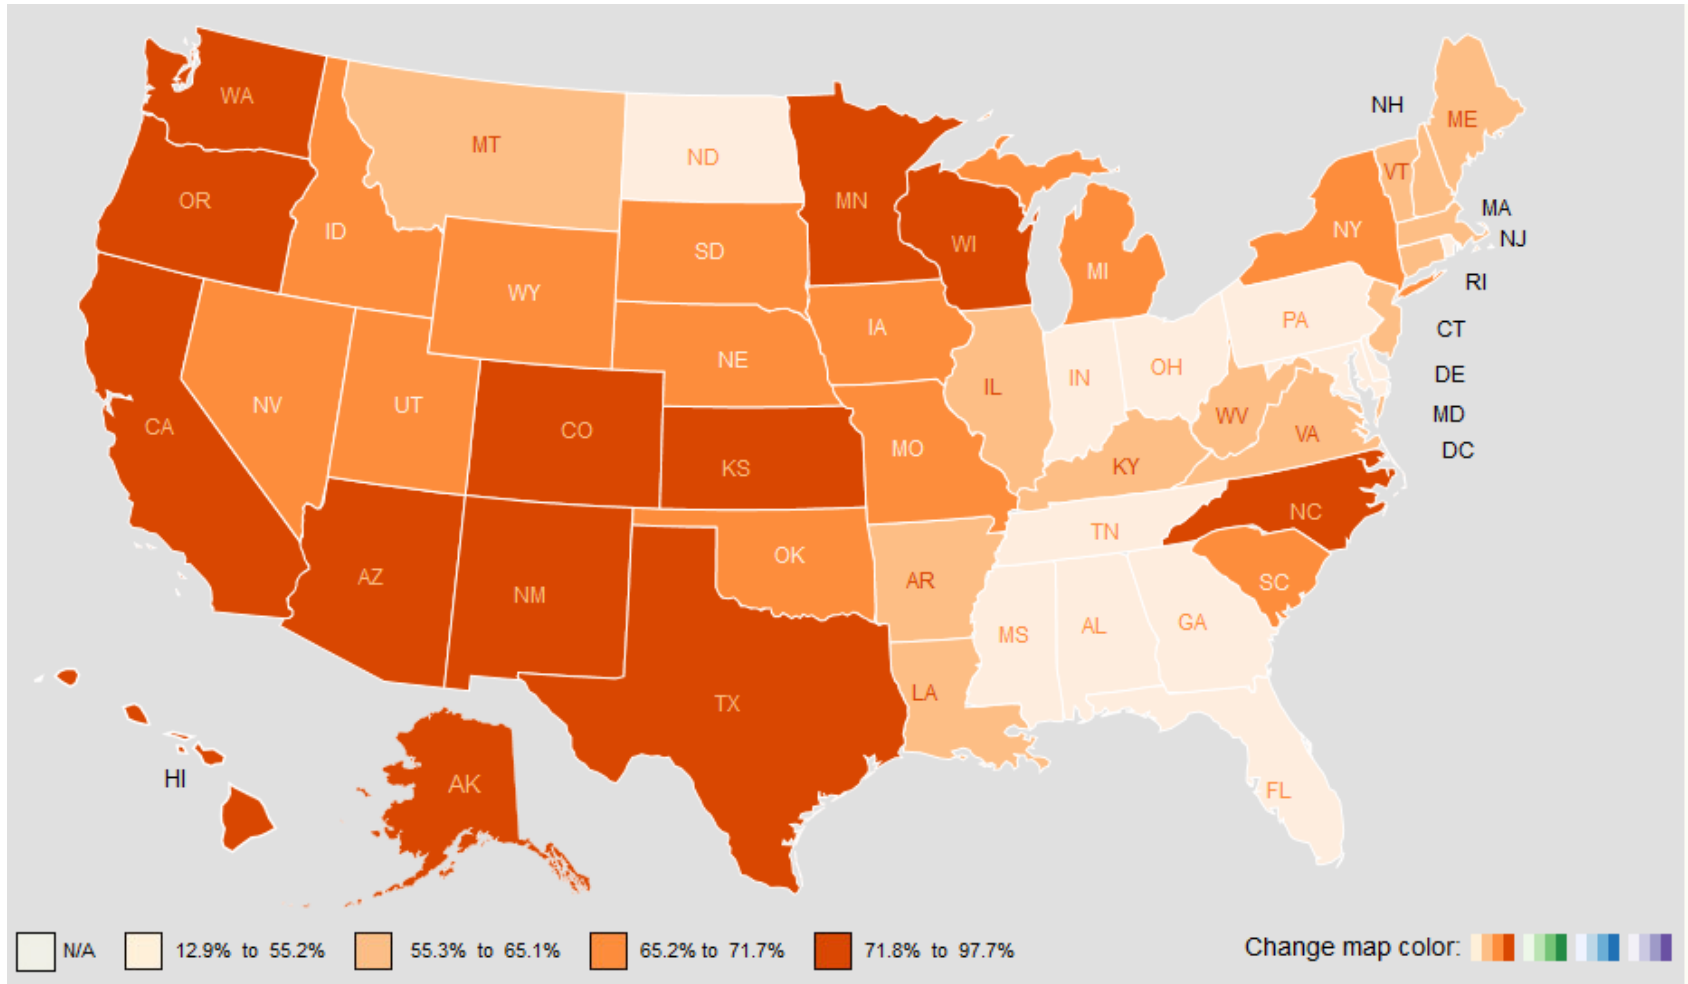 WA
MT
ND
OR
ID
MN
WI
SD
WY
MI
NY
VT
ME
NH
MA
NJ
RI
CT
DE
MD
DC
CA
NV
UT
CO
NE
IA
KS
MO
IL
IN
OH
PA
WV
VA
KY
TN
NC
SC
AZ
NM
OK
AR
TX
LA
MS
AL
GA
FL
HI
AK
N/A
12.9% to 55.2%
55.3% to 65.1%
65.2% to 71.7%
71.8% to 97.7%
Change map color: